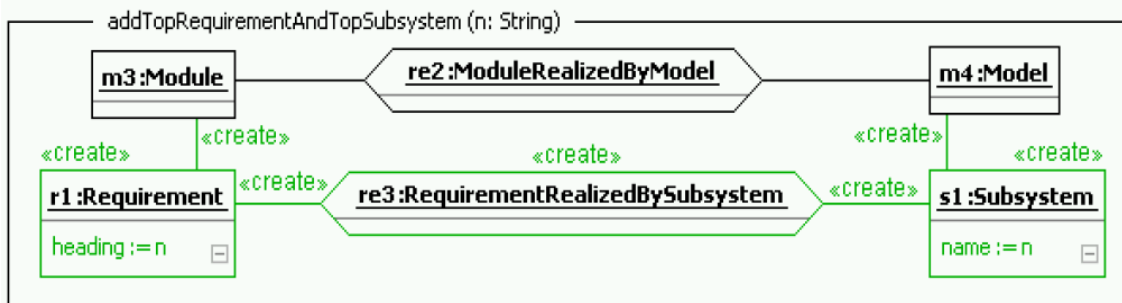 addTopRequirementAndTopSubsystem (n: String)
m3:Module
re2:ModuleRealizedByModel
m4:Model
«create»
«create»
«create»
«create»
«create»
«create»
«create»
r1:Requirement
re3:RequirementRealizedBySubsystem
s1:Subsystem
heading := n
name := n